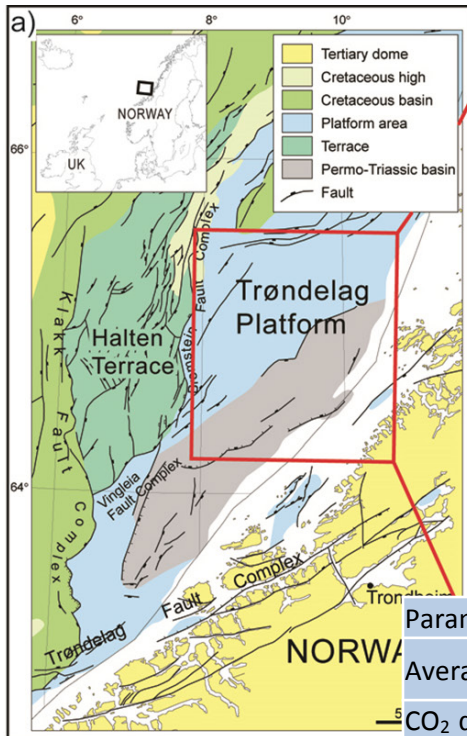 a)
6°
8°
10°
66°
64°
NORWAY
UK
Tertiary dome
Cretaceous high
Cretaceous basin
Platform area
Terrace
Permo-Triassic basin
Fault
Klakk Fault Complex
Halten
Terrace
Fault Complex
Trøndelag
Platform
Vingleia
Fault Complex
Trøndelag Fault Complex
Trondheim
NORWA
Param
Avera
CO₂ d
5